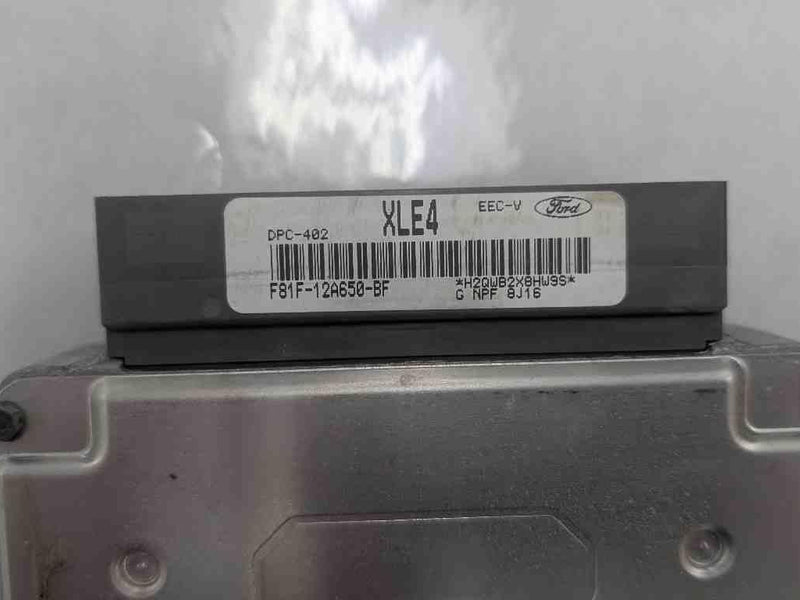 XLE4 EEC-V Ford
DPC-402
F81F-12A650-BF *H2QWB2X8HW9S*
G NPF 8J16